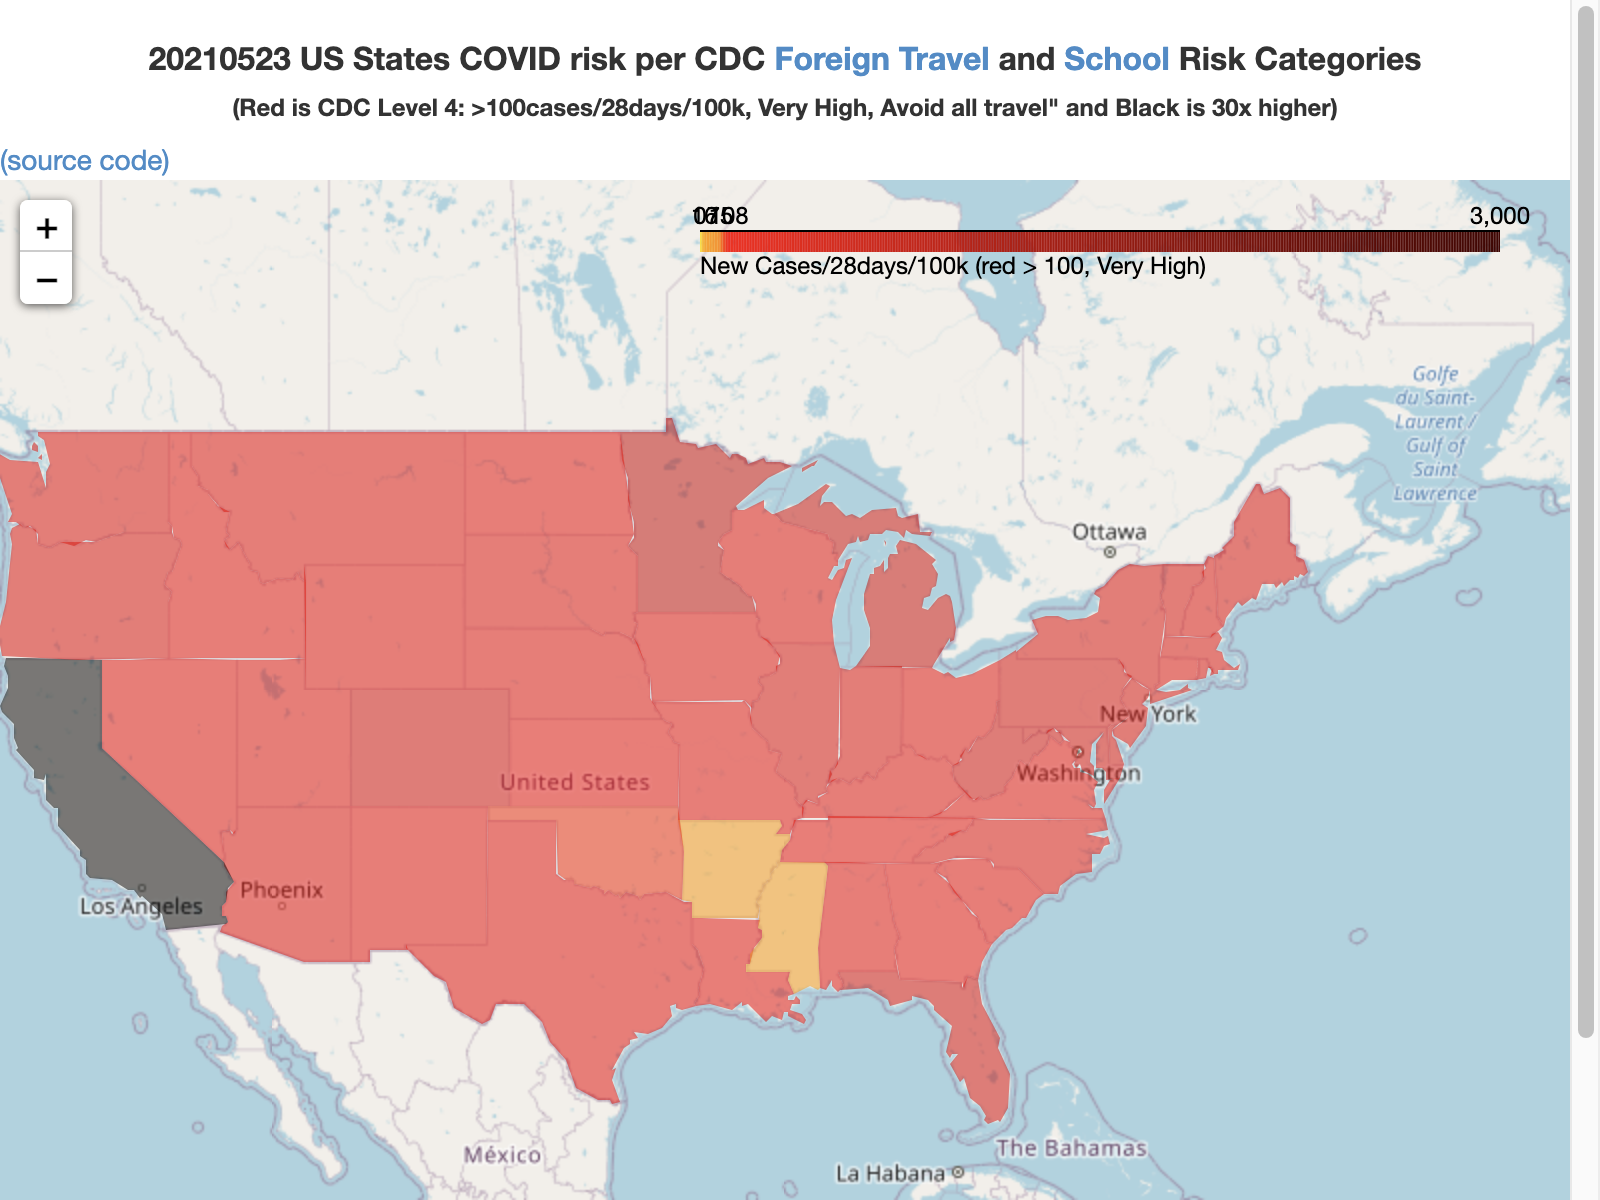 20210523 US States COVID risk per CDC Foreign Travel and School Risk Categories
(Red is CDC Level 4: >100cases/28days/100k, Very High, Avoid all travel" and Black is 30x higher)
(source code)
+
−
3,000
New Cases/28days/100k (red > 100, Very High)
Golfe
du Saint-
Laurent /
Gulf of
Saint
Lawrence
Ottawa
New York
Washington
United States
Phoenix
Los Angeles
México
The Bahamas
La Habana